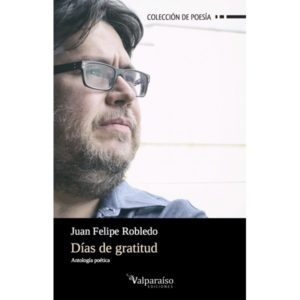 COLECCIÓN DE POESÍA
Juan Felipe Robledo
Días de gratitud
Antología poética
Valparaíso
EDICIONES